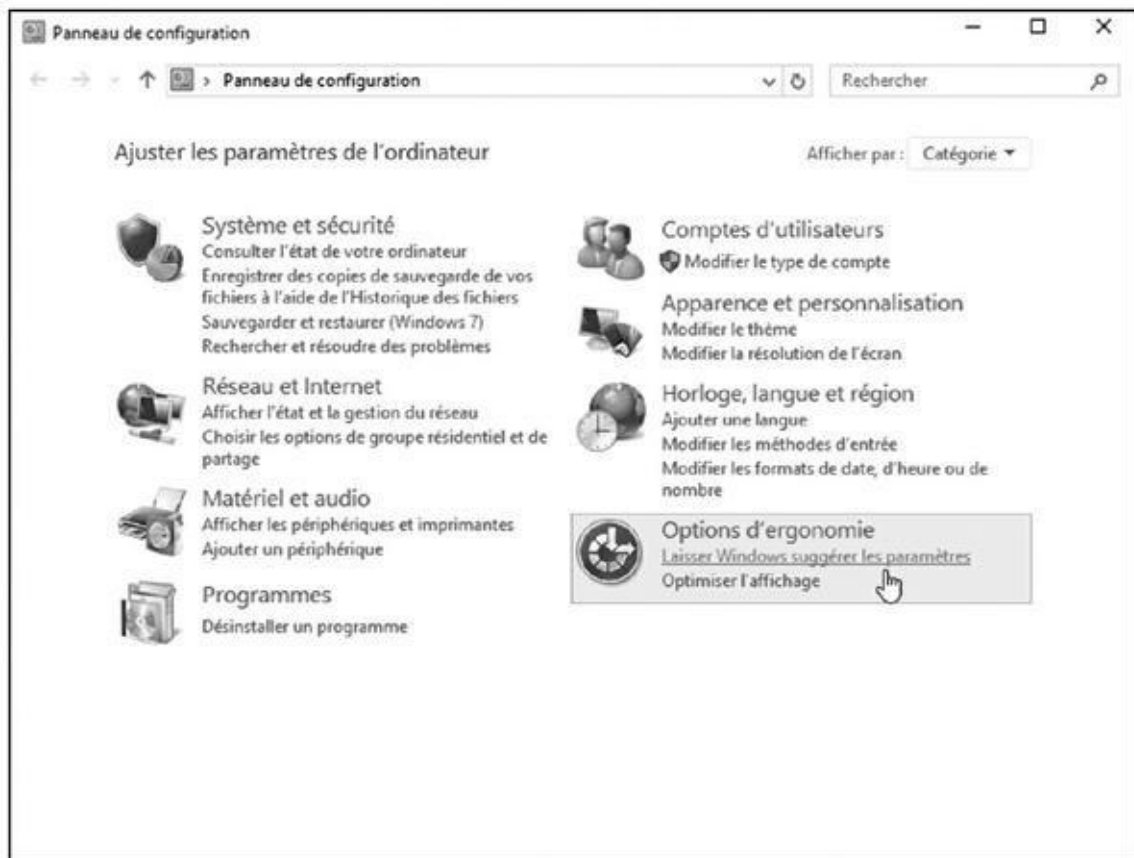 Panneau de configuration
Panneau de configuration
Rechercher
Ajuster les paramètres de l'ordinateur
Afficher par :
Catégorie
Système et sécurité
Consulter l'état de votre ordinateur
Enregistrer des copies de sauvegarde de vos
fichiers à l'aide de l'Historique des fichiers
Sauvegarder et restaurer (Windows 7)
Rechercher et résoudre des problèmes
Réseau et Internet
Afficher l'état et la gestion du réseau
Choisir les options de groupe résidentiel et de
partage
Matériel et audio
Afficher les périphériques et imprimantes
Ajouter un périphérique
Programmes
Désinstaller un programme
Comptes d'utilisateurs
Modifier le type de compte
Apparence et personnalisation
Modifier le thème
Modifier la résolution de l'écran
Horloge, langue et région
Ajouter une langue
Modifier les méthodes d'entrée
Modifier les formats de date, d'heure ou de
nombre
Options d'ergonomie
Laisser Windows suggérer les paramètres
Optimiser l'affichage